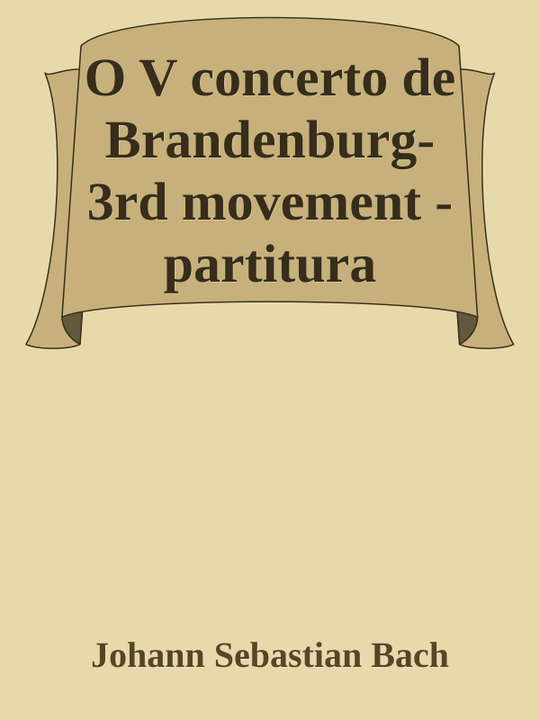 O V concerto de
Brandenburg-
3rd movement -
partitura
Johann Sebastian Bach